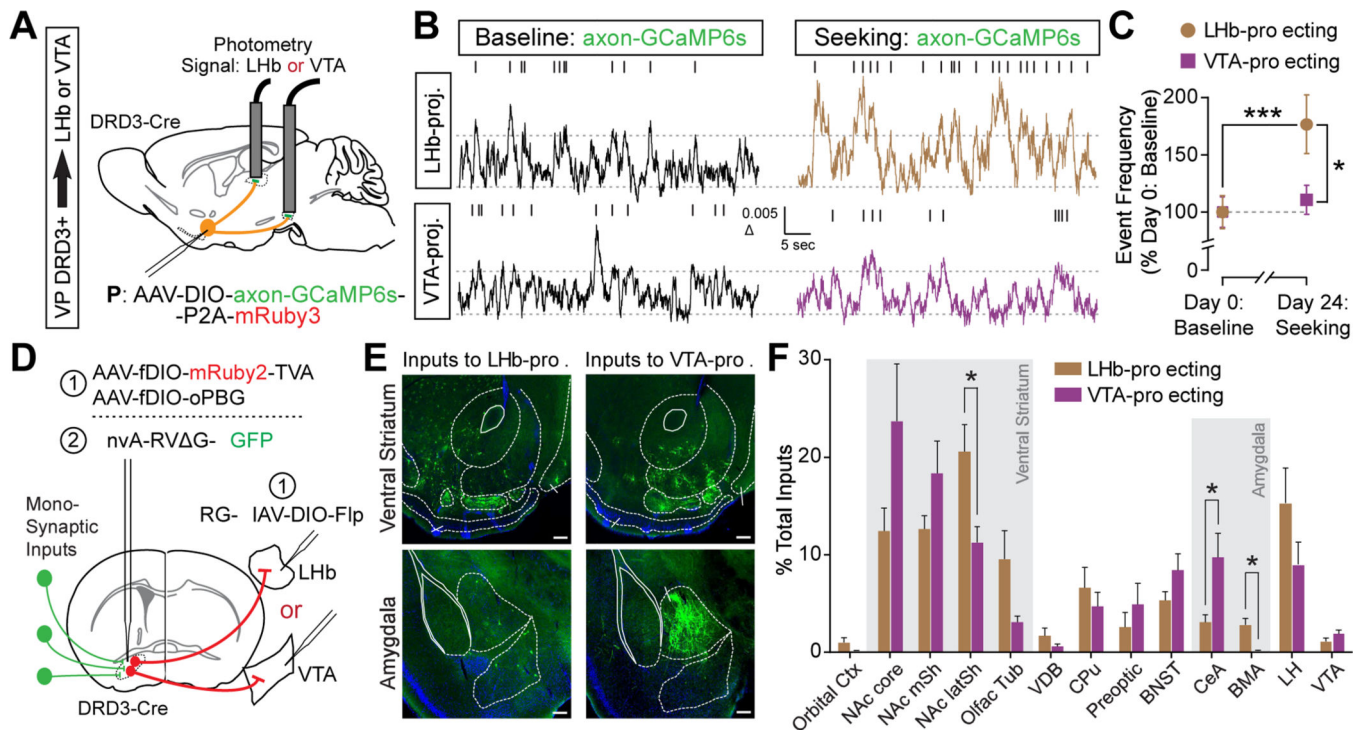 A
VP DRD3+ LHb or VTA
Photometry
Signal: LHb or VTA
DRD3-Cre
P: AAV-DIO-axon-GCaMP6s-
-P2A-mRuby3
B
Baseline: axon-GCaMP6s
Seeking: axon-GCaMP6s
LHb-proj.
VTA-proj.
0.005
Δ
5 sec
C
LHb-pro ecting
VTA-pro ecting
Event Frequency
(% Day 0: Baseline)
200
150
100
0
***
*
Day 0:
Baseline
Day 24:
Seeking
D
1 AAV-fDIO-mRuby2-TVA
AAV-fDIO-oPBG
2 nvA-RVΔG- GFP
Mono-
Synaptic
Inputs
1
RG- IAV-DIO-Flp
LHb
or
VTA
DRD3-Cre
E
Inputs to LHb-pro .
Inputs to VTA-pro .
Ventral Striatum
Amygdala
F
LHb-pro ecting
VTA-pro ecting
% Total Inputs
30
20
10
0
*
*
*
Ventral Striatum
Amygdala
Orbital Ctx
NAc core
NAc mSh
NAc latSh
Olfac Tub
VDB
CPu
Preoptic
BNST
CeA
BMA
LH
VTA